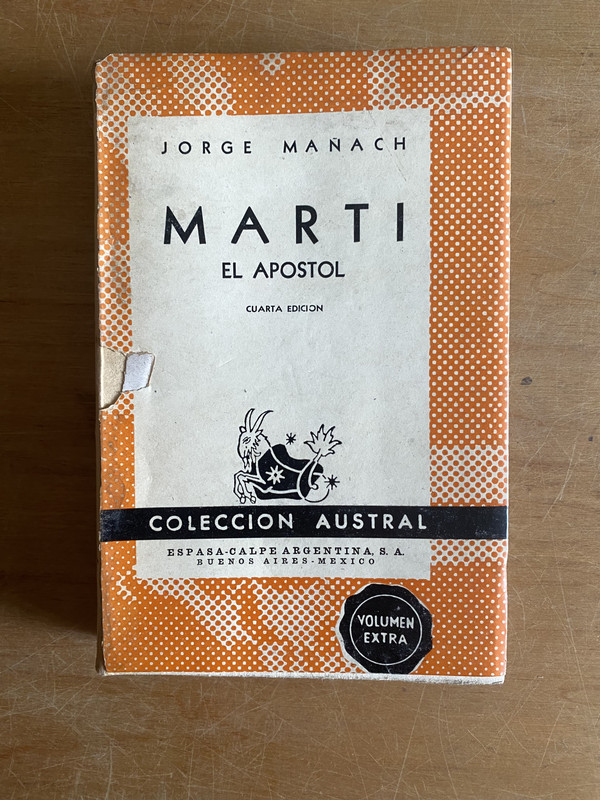 JORGE MAÑACH
MARTI
EL APOSTOL
CUARTA EDICION
COLECCION AUSTRAL
ESPASA-CALPE ARGENTINA, S. A.
BUENOS AIRES-MEXICO
VOLUMEN
EXTRA